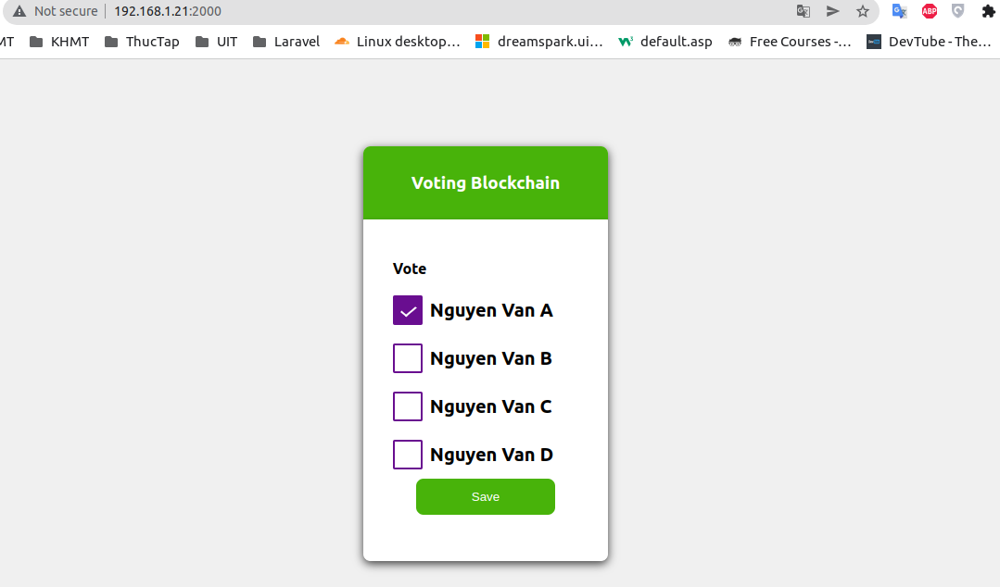 Not secure | 192.168.1.21:2000
MT KHMT ThucTap UIT Laravel Linux desktop... dreamspark.ui... default.asp Free Courses -... DevTube - The...
Voting Blockchain
Vote
Nguyen Van A
Nguyen Van B
Nguyen Van C
Nguyen Van D
Save